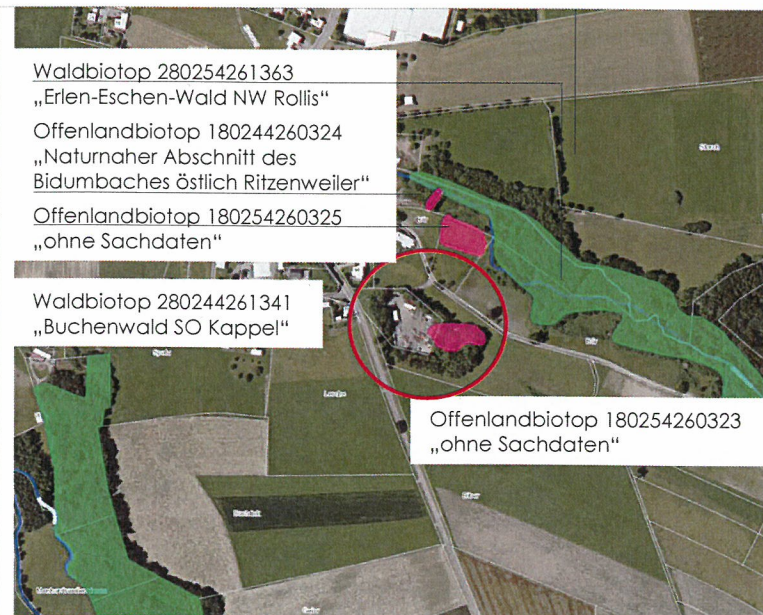 Waldbiotop 280254261363
„Erlen-Eschen-Wald NW Rollis“
Offenlandbiotop 180244260324
„Naturnaher Abschnitt des
Bidumbaches östlich Ritzenweiler“
Offenlandbiotop 180254260325
„ohne Sachdaten“
Waldbiotop 280244261341
„Buchenwald SO Kappel“
Offenlandbiotop 180254260323
„ohne Sachdaten“